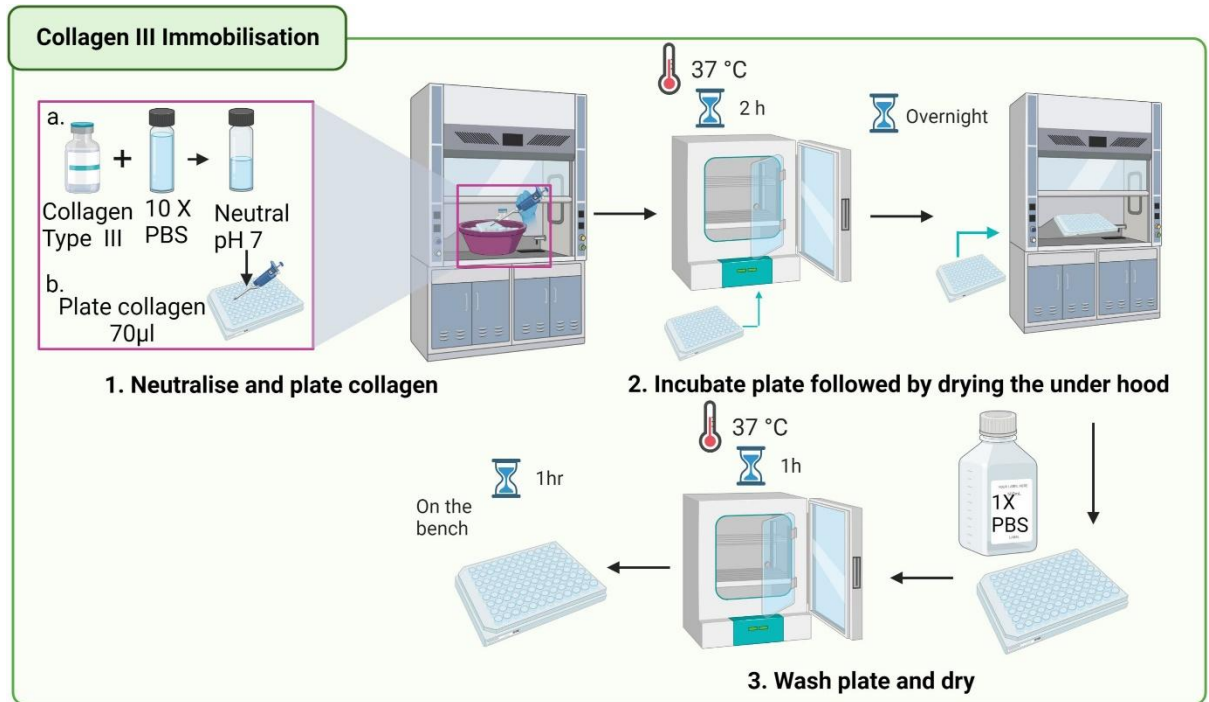 Collagen III Immobilisation
a.
Collagen
Type III
10 X
PBS
Neutral
pH 7
b.
Plate collagen
70µl
1. Neutralise and plate collagen
37 °C
2 h
Overnight
2. Incubate plate followed by drying the under hood
1X
PBS
37 °C
1h
1hr
On the
bench
3. Wash plate and dry